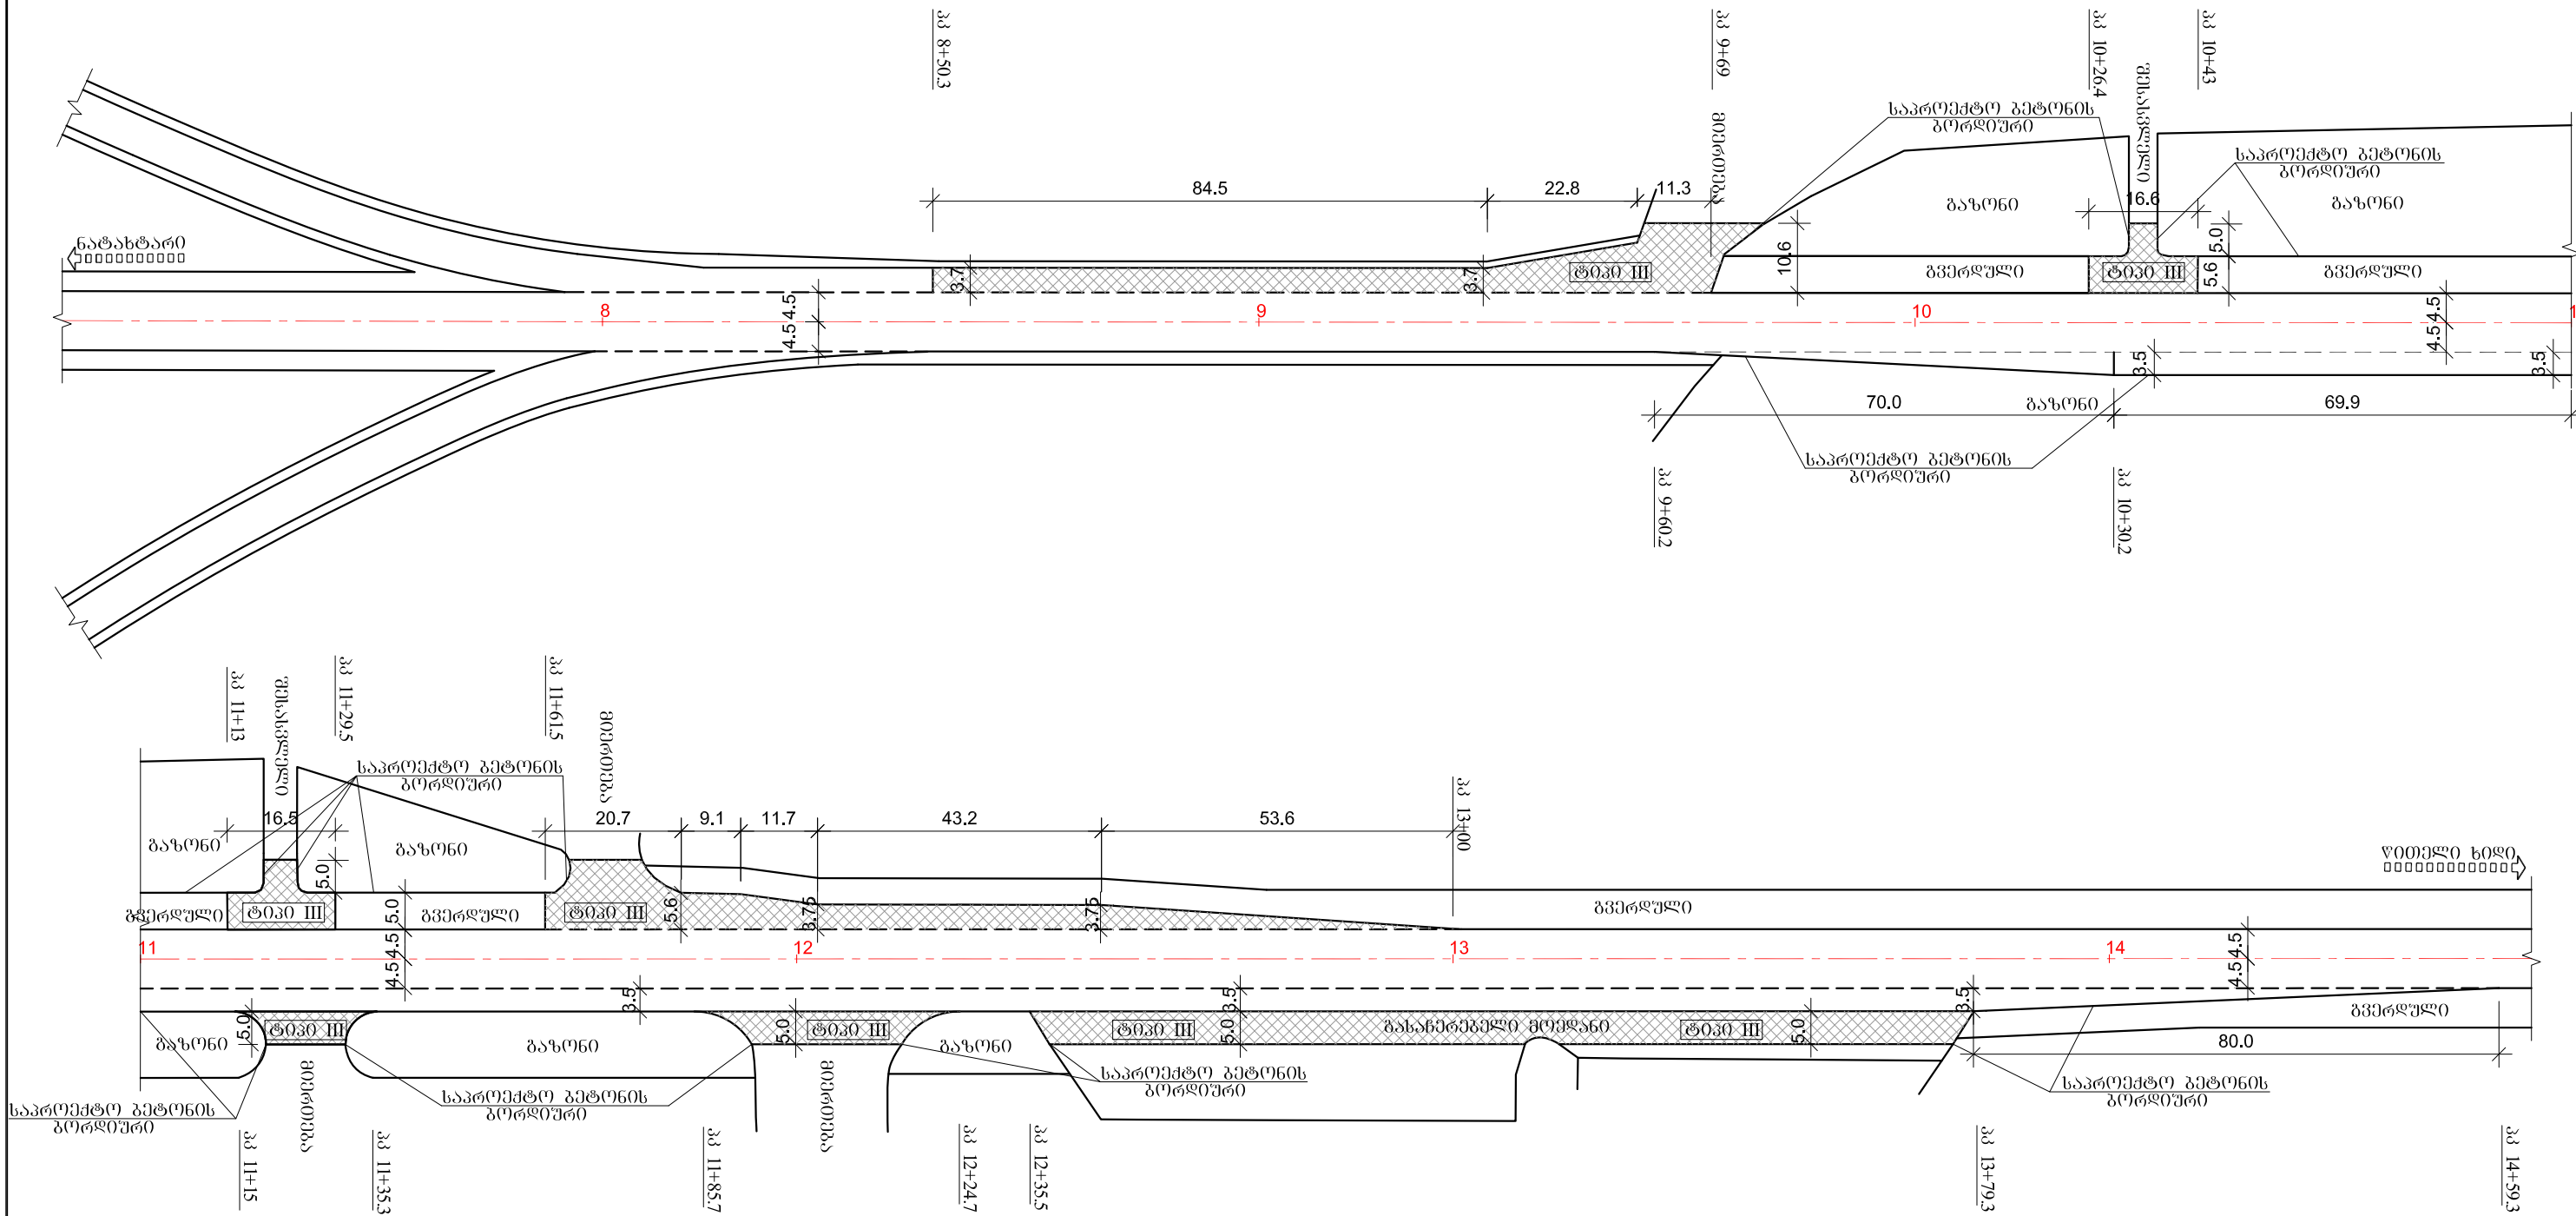 პკ 8+50.3
პკ 9+69
მიერთება
პკ 10+26.4
შესასვლელი
პკ 10+43
საპროექტო ბეტონის
ბორდიური
საპროექტო ბეტონის
ბორდიური
84.5
22.8
11.3
გაზონი
16.6
გაზონი
ნატახტარი
3.7
3.7
ტიპი III
10.6
გვერდული
ტიპი III
5.0
5.6
გვერდული
8
4.5
4.5
9
10
4.5
4.5
1
3.5
3.5
70.0
გაზონი
69.9
საპროექტო ბეტონის
ბორდიური
პკ 9+60.2
პკ 10+30.2
პკ 11+13
შესასვლელი
პკ 11+29.5
პკ 11+61.5
მიერთება
საპროექტო ბეტონის
ბორდიური
პკ 13+00
16.5
20.7
9.1
11.7
43.2
53.6
გაზონი
გაზონი
5.0
წითელი ხიდი
გვერდული
ტიპი III
5.0
გვერდული
ტიპი III
5.6
3.75
3.75
გვერდული
11
4.5
4.5
12
13
14
4.5
4.5
3.5
3.5
3.5
გაზონი
5.0
ტიპი III
გაზონი
5.0
ტიპი III
გაზონი
ტიპი III
5.0
გასაჩერებელი მოედანი
ტიპი III
5.0
გვერდული
80.0
საპროექტო ბეტონის
ბორდიური
მიერთება
საპროექტო ბეტონის
ბორდიური
მიერთება
საპროექტო ბეტონის
ბორდიური
საპროექტო ბეტონის
ბორდიური
პკ 11+15
პკ 11+35.3
პკ 11+85.7
პკ 12+24.7
პკ 12+35.5
პკ 13+79.3
პკ 14+59.3